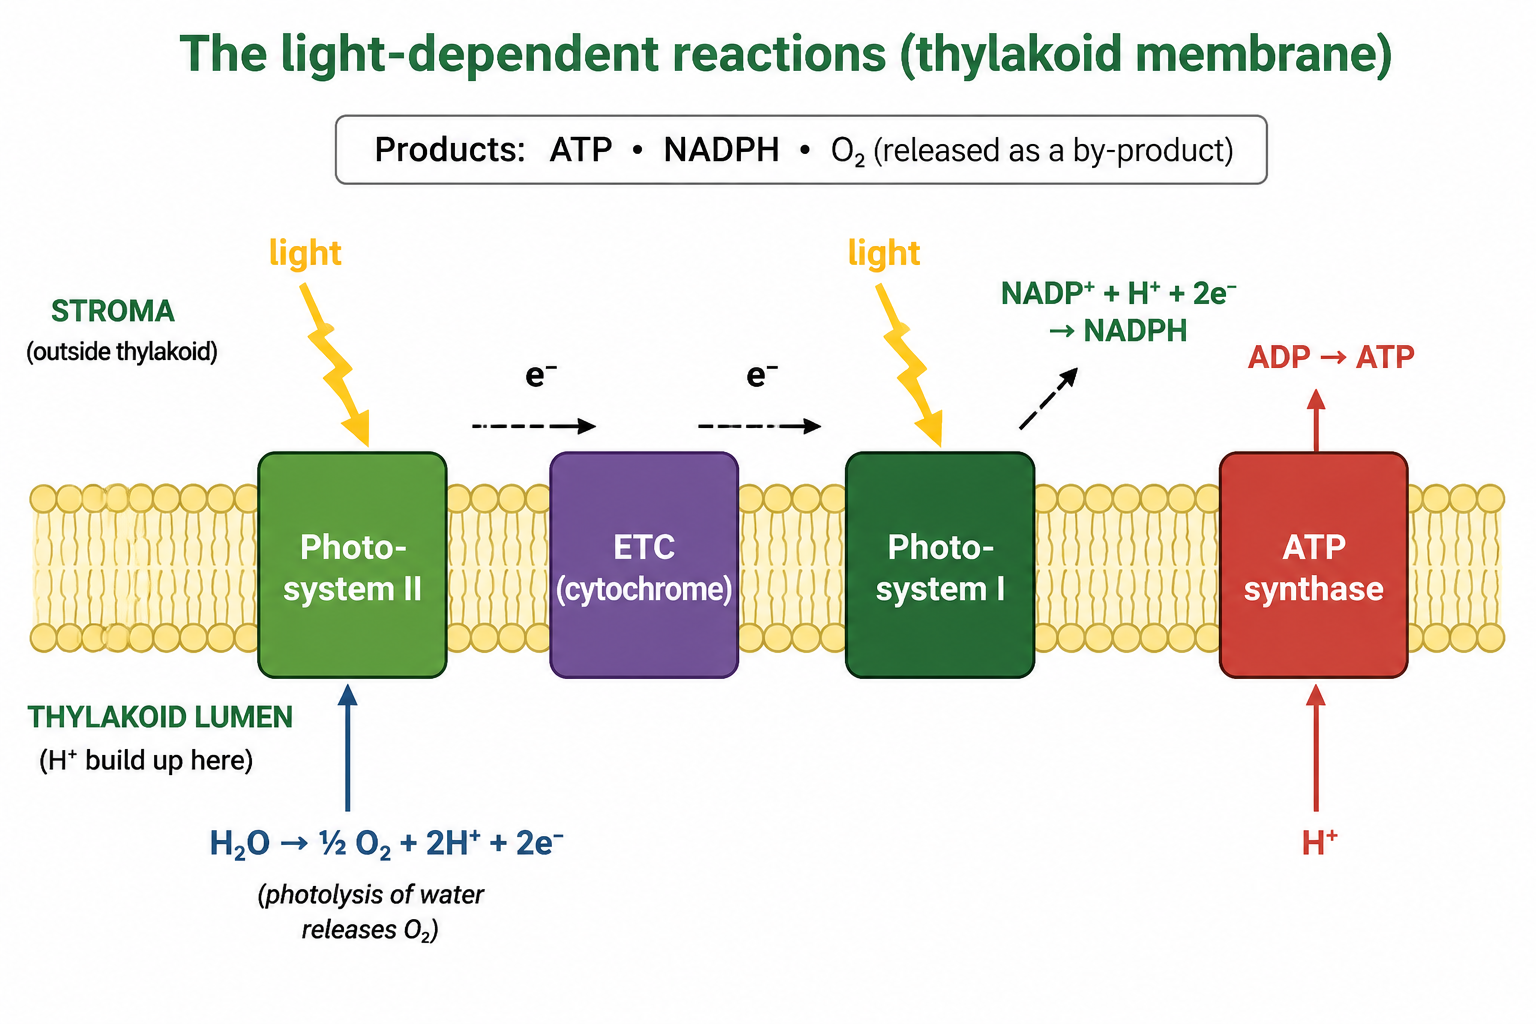 The light-dependent reactions (thylakoid membrane)
Products: ATP • NADPH • O₂ (released as a by-product)
light
light
STROMA
(outside thylakoid)
NADP⁺ + H⁺ + 2e⁻
→ NADPH
ADP → ATP
e⁻
e⁻
Photo-
system II
ETC
(cytochrome)
Photo-
system I
ATP
synthase
THYLAKOID LUMEN
(H⁺ build up here)
H₂O → ½ O₂ + 2H⁺ + 2e⁻
(photolysis of water
releases O₂)
H⁺